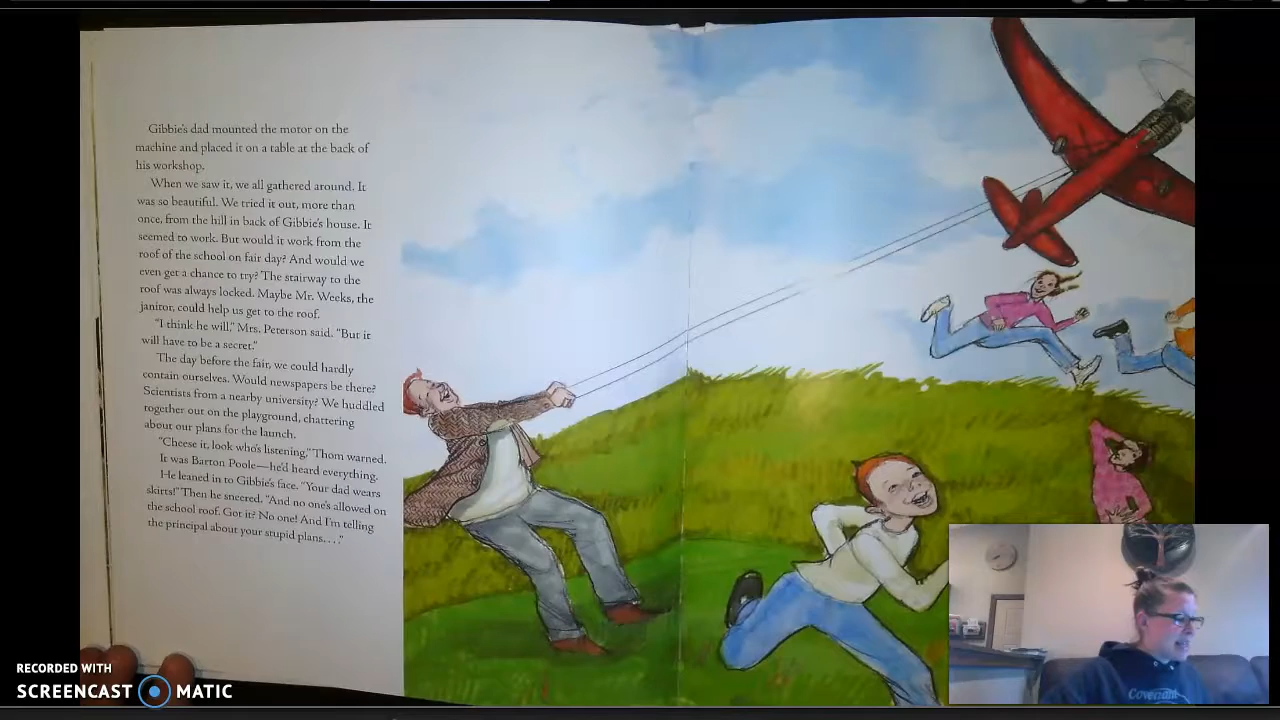 Gibbie's dad mounted the motor on the
machine and placed it on a table at the back of
his workshop.
When we saw it, we all gathered around. It
was so beautiful. We tried it out, more than
once, from the hill in back of Gibbie's house. It
seemed to work. But would it work from the
roof of the school on fair day? And would we
even get a chance to try? The stairway to the
roof was always locked. Maybe Mr. Weeks, the
janitor, could help us get to the roof.
"I think he will," Mrs. Peterson said. "But it
will have to be a secret."
The day before the fair, we could hardly
contain ourselves. Would newspapers be there?
Scientists from a nearby university? We huddled
together out on the playground, chattering
about our plans for the launch.
"Cheese it, look who's listening," Thom warned.
It was Barton Poole—he'd heard everything.
He leaned in to Gibbie's face. "Your dad wears
skirts!" Then he sneered. "And no one's allowed on
the school roof. Got it? No one! And I'm telling
the principal about your stupid plans. . . ."
RECORDED WITH
SCREENCAST MATIC
Covenant